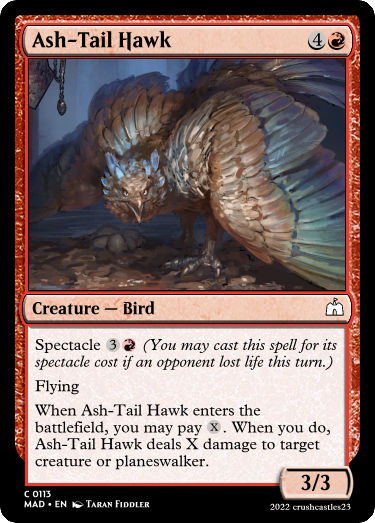 Ash-Tail Hawk 4
Creature — Bird
Spectacle 3 (You may cast this spell for its
spectacle cost if an opponent lost life this turn.)
Flying
When Ash-Tail Hawk enters the
battlefield, you may pay X. When you do,
Ash-Tail Hawk deals X damage to target
creature or planeswalker.
3/3
C 0113
MAD • EN TARAN FIDDLER
2022 crushcastles23